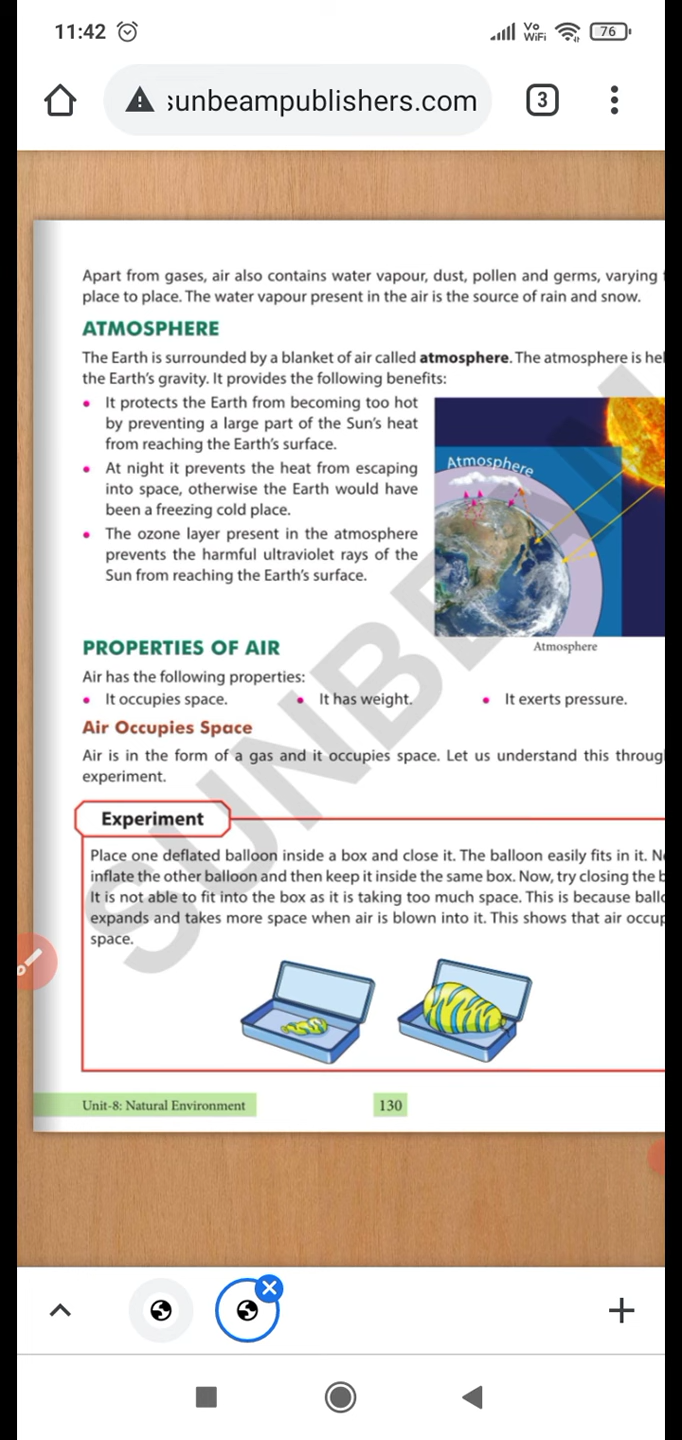 11:42
Vo WiFi
76
sunbeampublishers.com
3
Apart from gases, air also contains water vapour, dust, pollen and germs, varying
place to place. The water vapour present in the air is the source of rain and snow.
ATMOSPHERE
The Earth is surrounded by a blanket of air called atmosphere. The atmosphere is hel
the Earth's gravity. It provides the following benefits:
• It protects the Earth from becoming too hot
by preventing a large part of the Sun's heat
from reaching the Earth's surface.
• At night it prevents the heat from escaping
into space, otherwise the Earth would have
been a freezing cold place.
• The ozone layer present in the atmosphere
prevents the harmful ultraviolet rays of the
Sun from reaching the Earth's surface.
Atmosphere
Atmosphere
PROPERTIES OF AIR
Air has the following properties:
• It occupies space. • It has weight. • It exerts pressure.
Air Occupies Space
Air is in the form of a gas and it occupies space. Let us understand this throug
experiment.
Experiment
Place one deflated balloon inside a box and close it. The balloon easily fits in it. N
inflate the other balloon and then keep it inside the same box. Now, try closing the b
It is not able to fit into the box as it is taking too much space. This is because ballo
expands and takes more space when air is blown into it. This shows that air occup
space.
Unit-8: Natural Environment
130
SUNBEAM